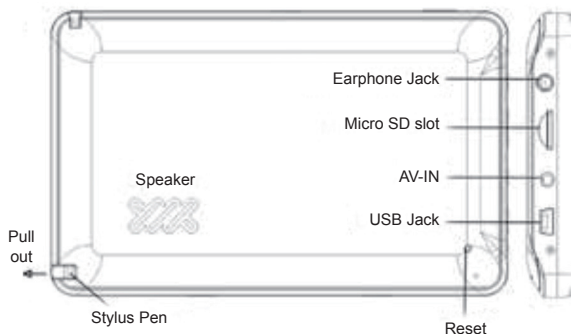 Earphone Jack
Micro SD slot
AV-IN
USB Jack
Speaker
Pull
out
Stylus Pen
Reset